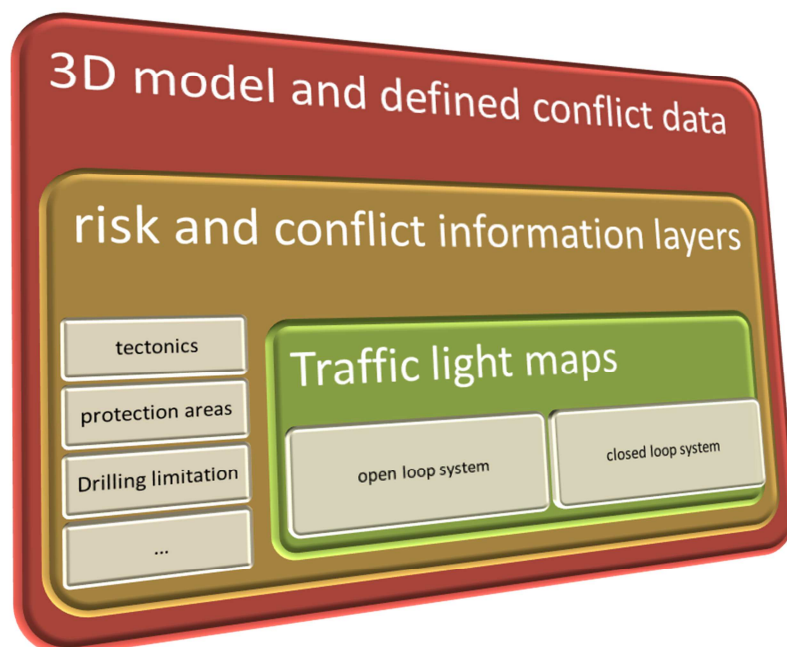 3D model and defined conflict data
risk and conflict information layers
tectonics
protection areas
Drilling limitation
...
Traffic light maps
open loop system
closed loop system